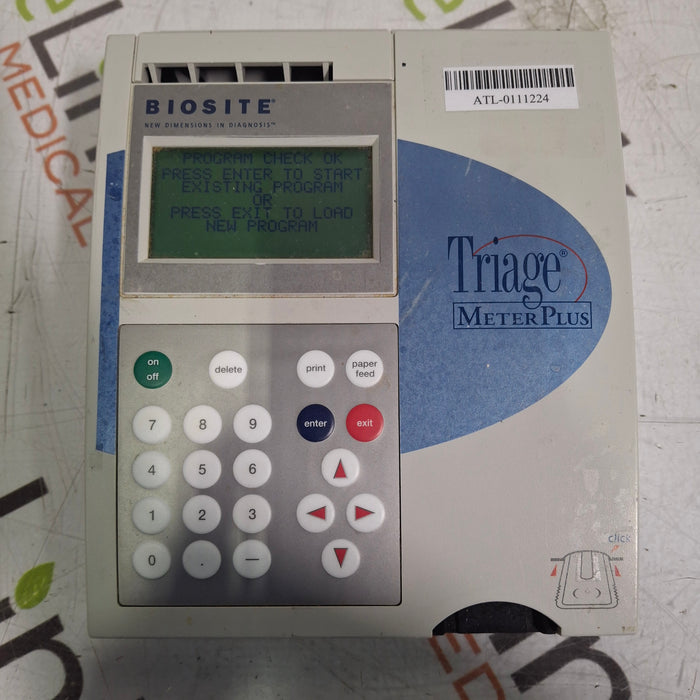 ATL-0111224
BIOSITE®
NEW DIMENSIONS IN DIAGNOSIS™
PROGRAM CHECK OK
PRESS ENTER TO START
EXISTING PROGRAM
OR
PRESS EXIT TO LOAD
NEW PROGRAM
Triage®
METERPLUS
on
off
delete
print
paper
feed
7
8
9
enter
exit
4
5
6
1
2
3
0
.
—
click
MEDICAL
MEDICAL